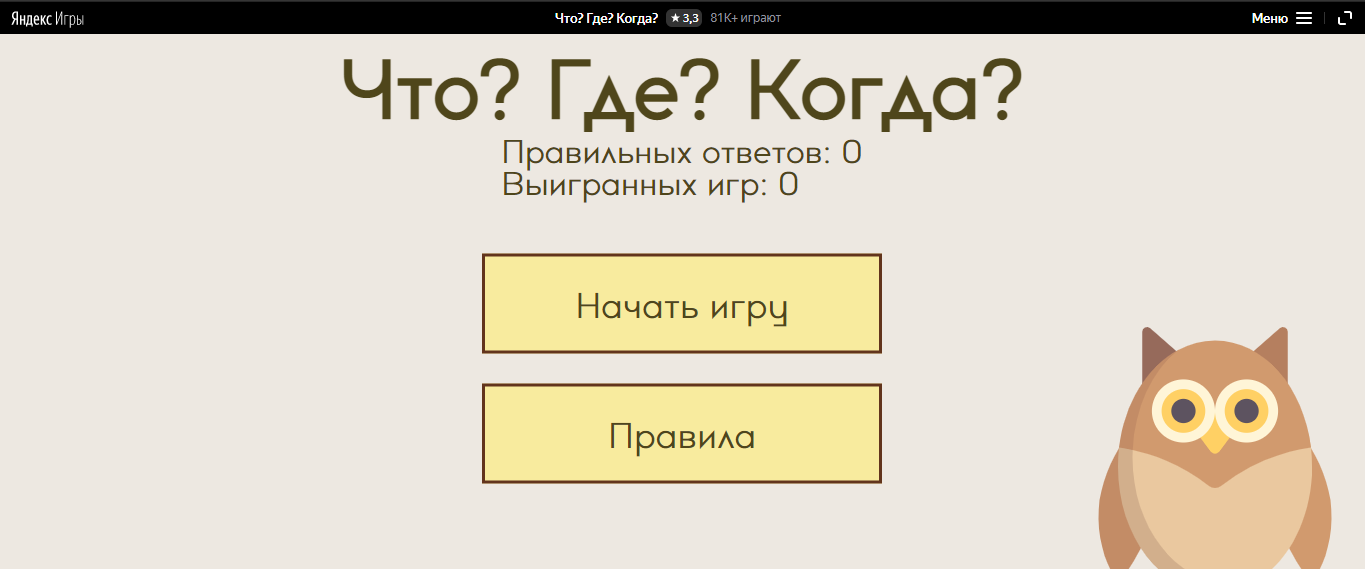 Яндекс Игры
Что? Где? Когда? ★ 3,3 81K+ играют
Меню
Что? Где? Когда?
Правильных ответов: 0
Выигранных игр: 0
Начать игру
Правила